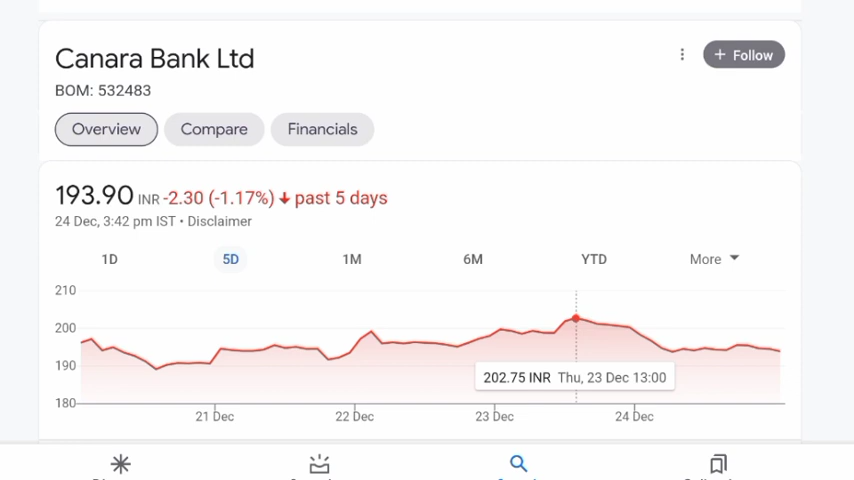 Canara Bank Ltd
+ Follow
BOM: 532483
Overview
Compare
Financials
193.90 INR -2.30 (-1.17%) ↓ past 5 days
24 Dec, 3:42 pm IST • Disclaimer
1D 5D 1M 6M YTD More
210
200
190
180
202.75 INR Thu, 23 Dec 13:00
21 Dec 22 Dec 23 Dec 24 Dec